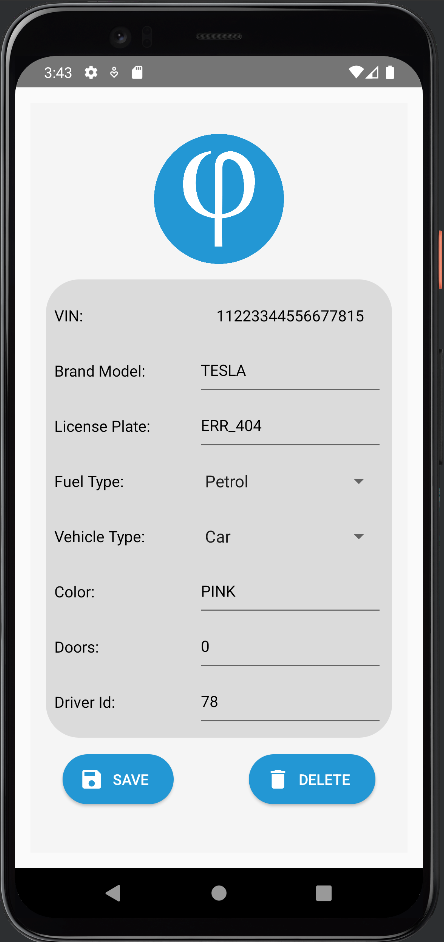 3:43
φ
VIN: 11223344556677815
Brand Model: TESLA
License Plate: ERR_404
Fuel Type: Petrol
Vehicle Type: Car
Color: PINK
Doors: 0
Driver Id: 78
SAVE DELETE